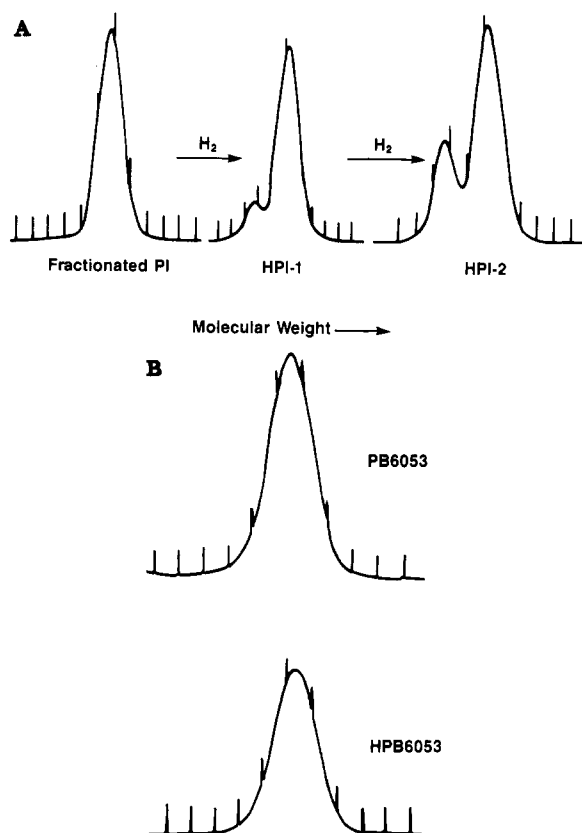 A
H₂
H₂
Fractionated PI
HPI-1
HPI-2
Molecular Weight
B
PB6053
HPB6053